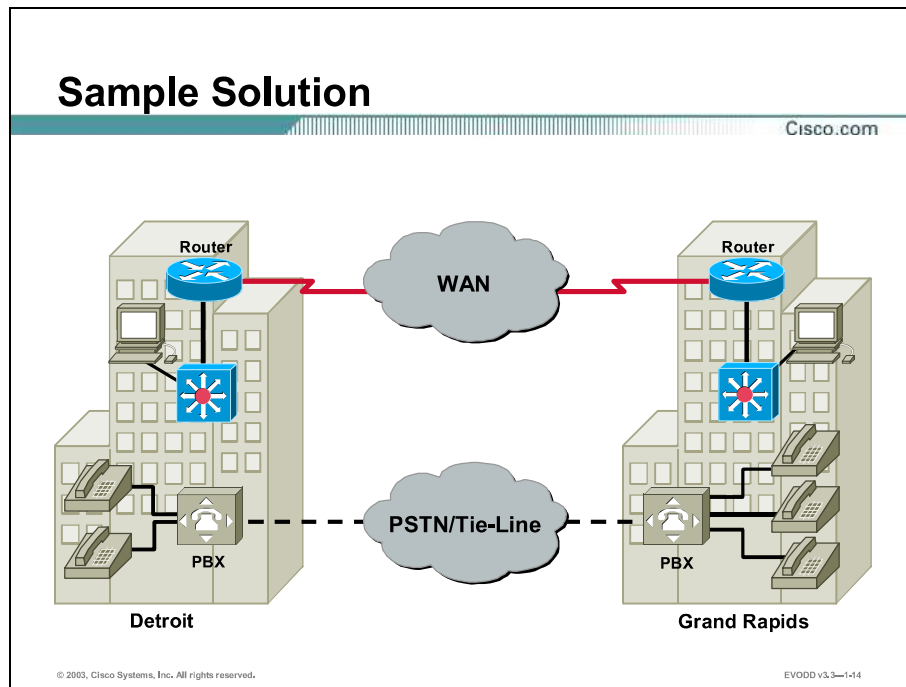 Sample Solution
Cisco.com
Router
Router
WAN
PSTN/Tie-Line
PBX
PBX
Detroit
Grand Rapids
© 2003, Cisco Systems, Inc. All rights reserved.
EVODD v3.3—1-14